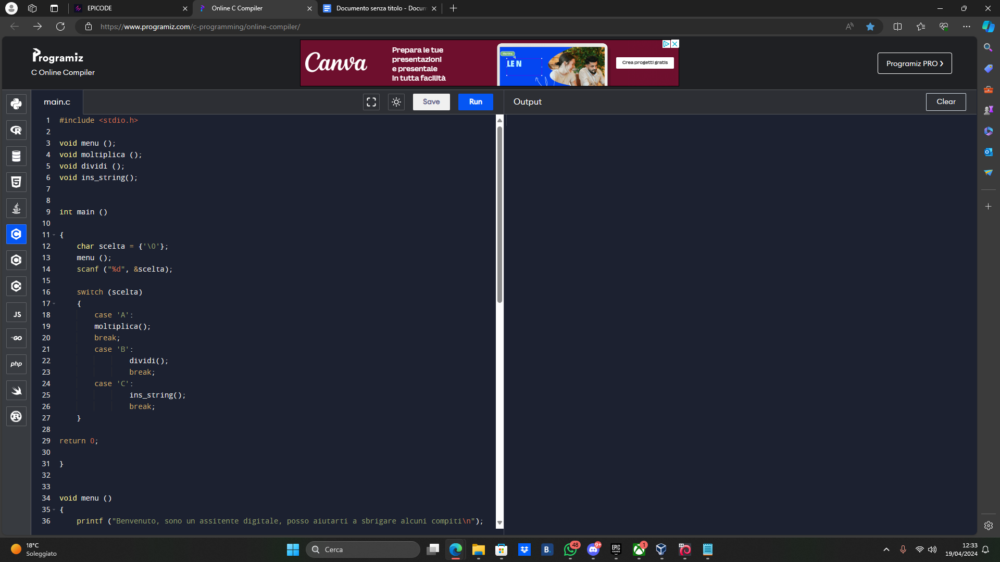 EPICODE
Online C Compiler
Documento senza titolo - Docum
https://www.programiz.com/c-programming/online-compiler/
Programiz
C Online Compiler
Canva
Prepara le tue
presentazioni
e presentale
in tutta facilità
Martina
LE N
Crea progetti gratis
Programiz PRO ›
main.c
Save
Run
Output
Clear
1 #include <stdio.h>
2
3 void menu ();
4 void moltiplica ();
5 void dividi ();
6 void ins_string();
7
8
9 int main ()
10
11 {
12 char scelta = {'\0'};
13 menu ();
14 scanf ("%d", &scelta);
15
16 switch (scelta)
17 {
18 case 'A':
19 moltiplica();
20 break;
21 case 'B':
22 dividi();
23 break;
24 case 'C':
25 ins_string();
26 break;
27 }
28
29 return 0;
30
31 }
32
33
34 void menu ()
35 {
36 printf ("Benvenuto, sono un assitente digitale, posso aiutarti a sbrigare alcuni compiti\n");
R
5
JS
GO
php
18°C
Soleggiato
Cerca
B.
48
9+
EPIC
GAMES
1
64
12:33
19/04/2024